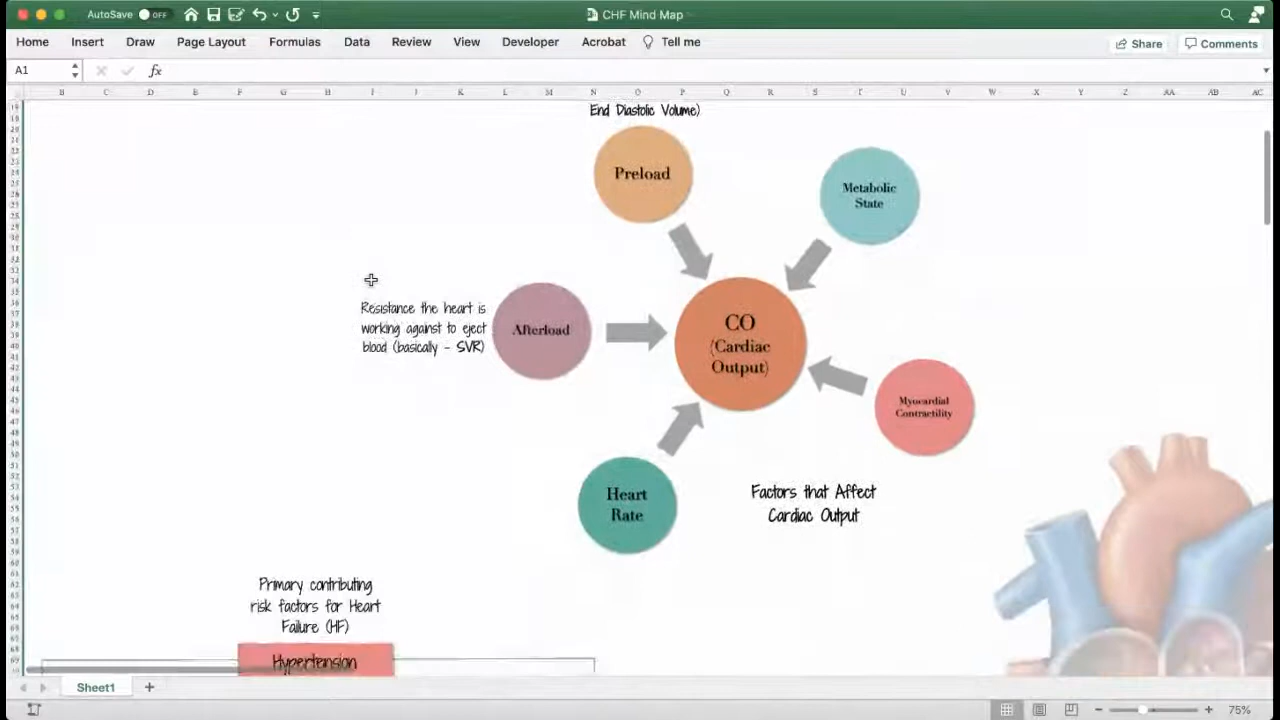 AutoSave OFF
CHF Mind Map
Home Insert Draw Page Layout Formulas Data Review View Developer Acrobat Tell me
Share Comments
A1 fx
B C D E F G H I J K L M N O P Q R S T U V W X Y Z AA AB AC
End Diastolic Volume)
Preload
Metabolic
State
Resistance the heart is
working against to eject
blood (basically - SVR)
Afterload
CO
(Cardiac
Output)
Myocardial
Contractility
Heart
Rate
Factors that Affect
Cardiac Output
Primary contributing
risk factors for Heart
Failure (HF)
Hypertension
Sheet1
75%